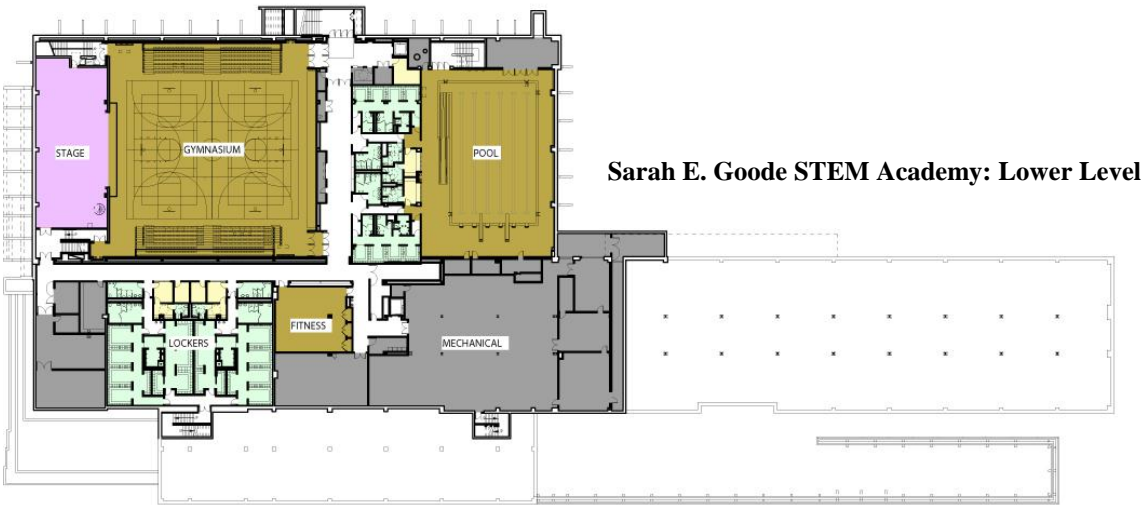 STAGE
GYMNASIUM
POOL
Sarah E. Goode STEM Academy: Lower Level
FITNESS
LOCKERS
MECHANICAL